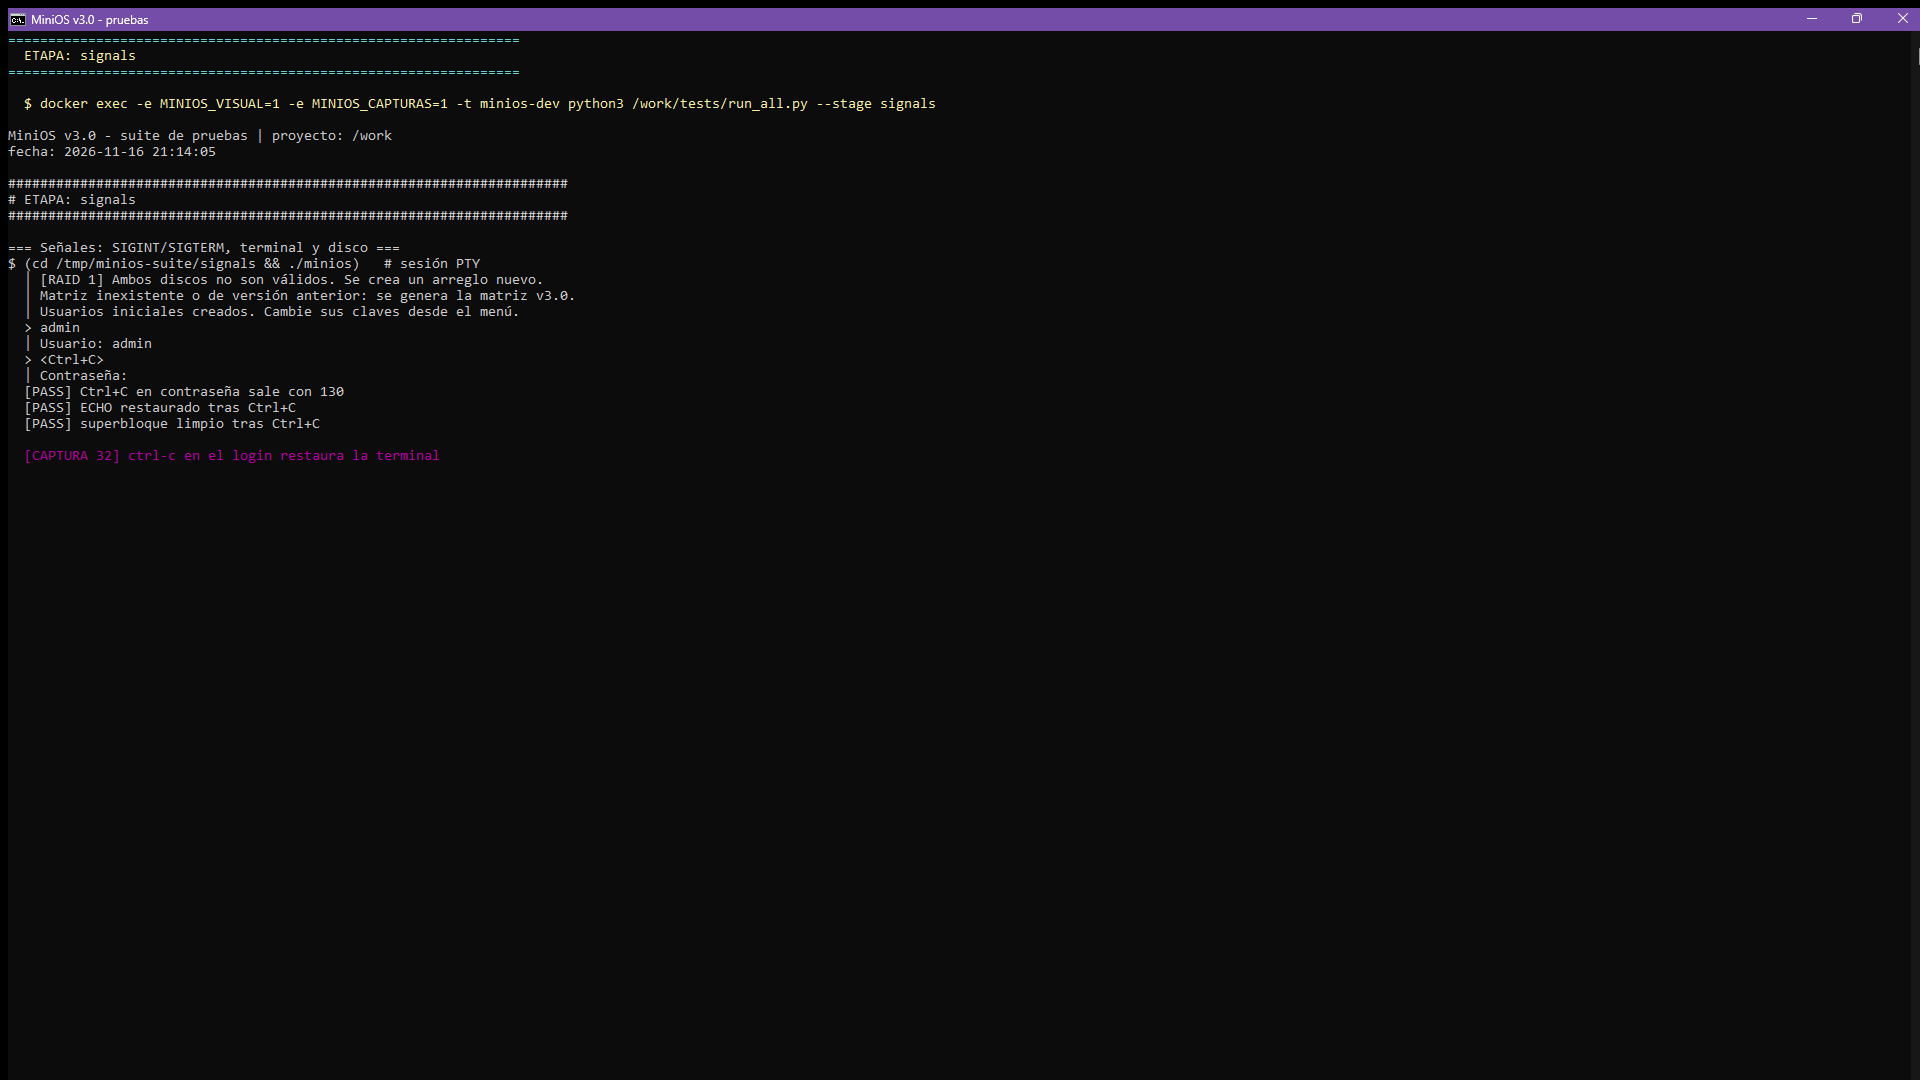 MiniOS v3.0 - pruebas
================================================================
ETAPA: signals
================================================================
$ docker exec -e MINIOS_VISUAL=1 -e MINIOS_CAPTURAS=1 -t minios-dev python3 /work/tests/run_all.py --stage signals
MiniOS v3.0 - suite de pruebas | proyecto: /work
fecha: 2026-11-16 21:14:05
######################################################################
# ETAPA: signals
######################################################################
=== Señales: SIGINT/SIGTERM, terminal y disco ===
$ (cd /tmp/minios-suite/signals && ./minios)   # sesión PTY
│ [RAID 1] Ambos discos no son válidos. Se crea un arreglo nuevo.
│ Matriz inexistente o de versión anterior: se genera la matriz v3.0.
│ Usuarios iniciales creados. Cambie sus claves desde el menú.
> admin
│ Usuario: admin
> <Ctrl+C>
│ Contraseña:
[PASS] Ctrl+C en contraseña sale con 130
[PASS] ECHO restaurado tras Ctrl+C
[PASS] superbloque limpio tras Ctrl+C
[CAPTURA 32] ctrl-c en el login restaura la terminal